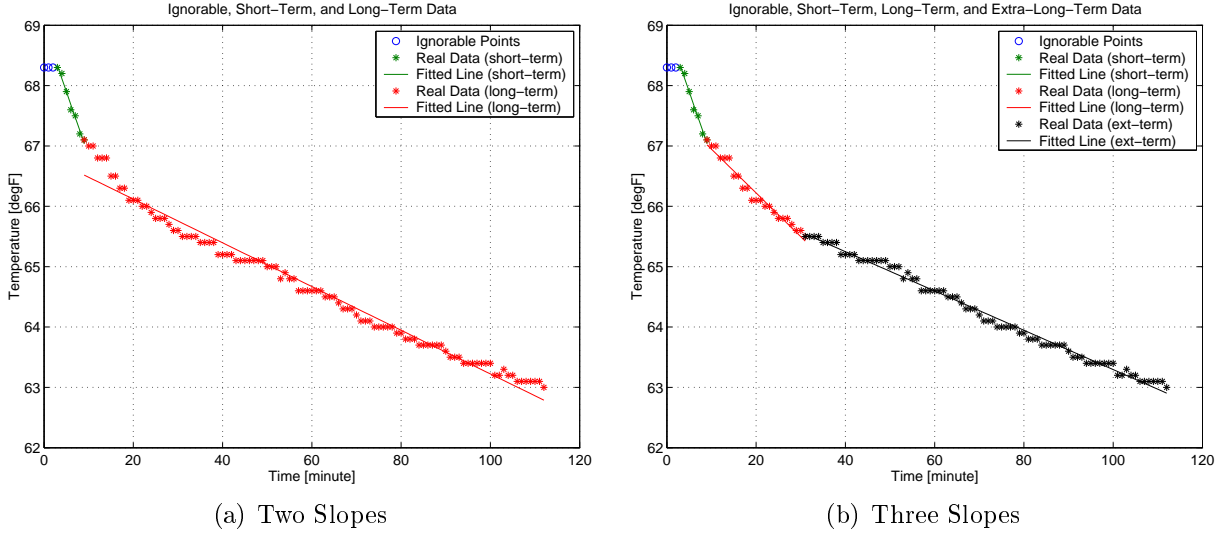 Ignorable, Short-Term, and Long-Term Data
69
68
67
66
65
64
63
62
Temperature [degF]
0 20 40 60 80 100 120
Time [minute]
Ignorable Points
Real Data (short-term)
Fitted Line (short-term)
Real Data (long-term)
Fitted Line (long-term)
(a) Two Slopes
Ignorable, Short-Term, Long-Term, and Extra-Long-Term Data
69
68
67
66
65
64
63
62
Temperature [degF]
0 20 40 60 80 100 120
Time [minute]
Ignorable Points
Real Data (short-term)
Fitted Line (short-term)
Real Data (long-term)
Fitted Line (long-term)
Real Data (ext-term)
Fitted Line (ext-term)
(b) Three Slopes